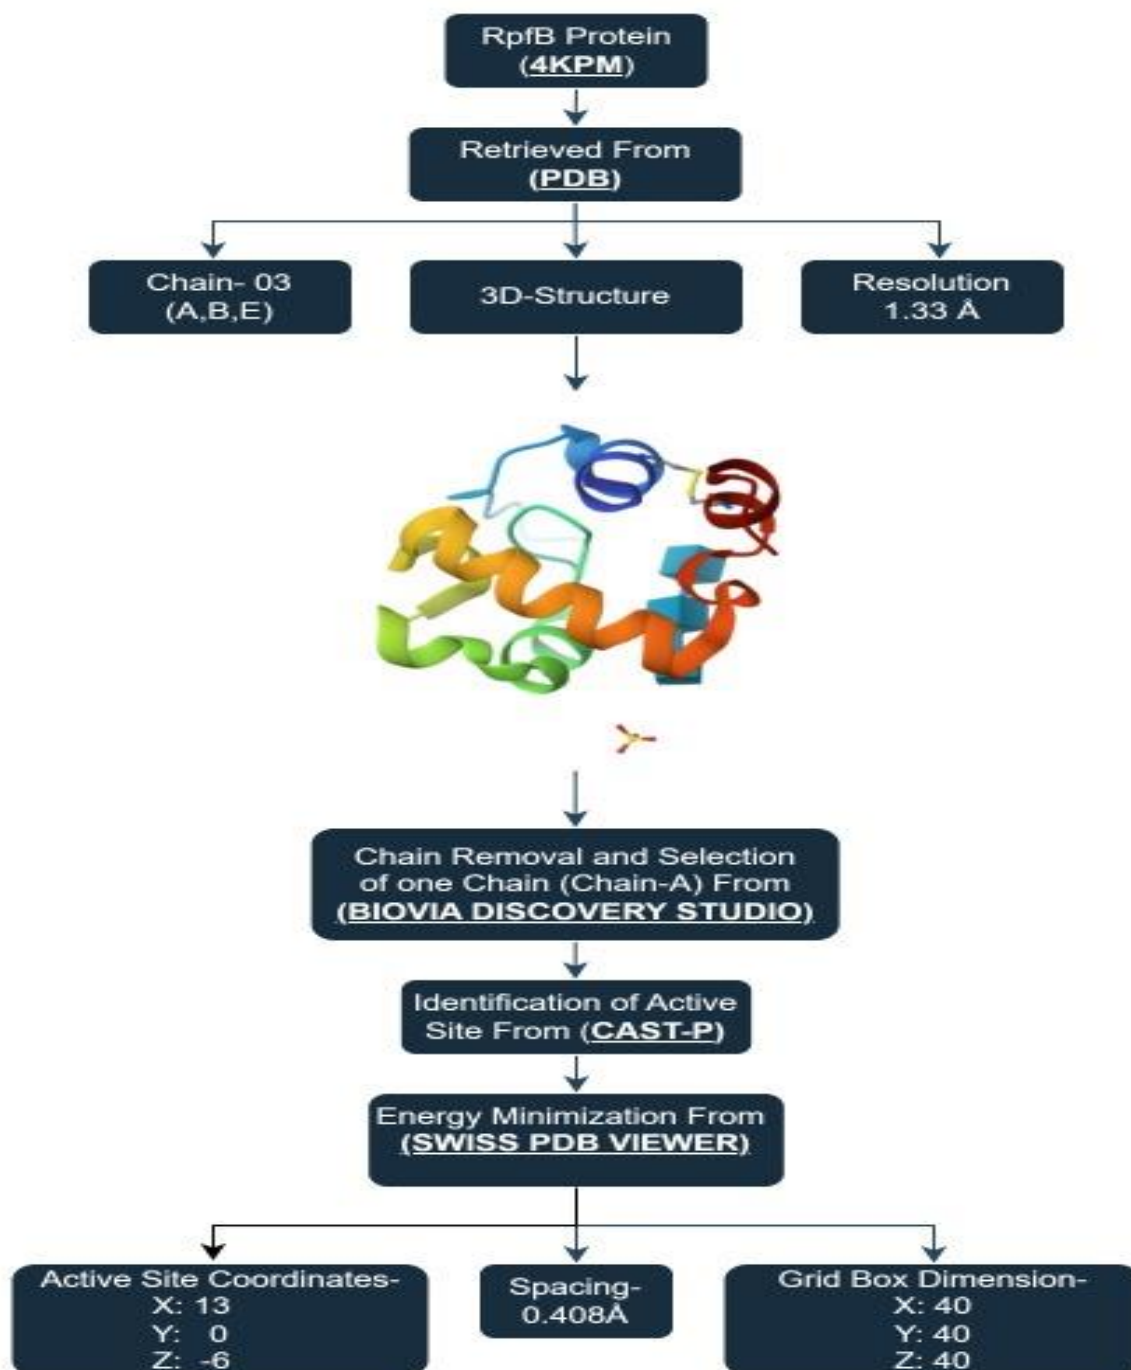 RpfB Protein
(4KPM)
Retrieved From
(PDB)
Chain- 03
(A,B,E)
3D-Structure
Resolution
1.33 Å
Chain Removal and Selection
of one Chain (Chain-A) From
(BIOVIA DISCOVERY STUDIO)
Identification of Active
Site From (CAST-P)
Energy Minimization From
(SWISS PDB VIEWER)
Active Site Coordinates-
X: 13
Y: 0
Z: -6
Spacing-
0.408Å
Grid Box Dimension-
X: 40
Y: 40
Z: 40